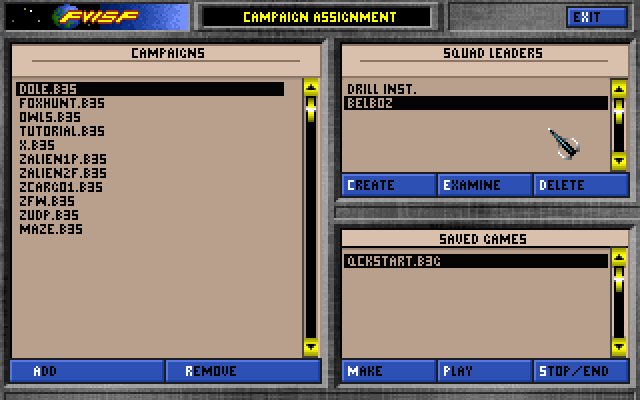 FWSF
CAMPAIGN ASSIGNMENT
EXIT
CAMPAIGNS
DOLE.B3S
FOXHUNT.B3S
OWLS.B3S
TUTORIAL.B3S
X.B3S
ZALIEN1P.B3S
ZALIEN2F.B3S
ZCARGO1.B3S
ZFW.B3S
ZUDP.B3S
MAZE.B3S
ADD
REMOVE
SQUAD LEADERS
DRILL INST.
BELBOZ
CREATE
EXAMINE
DELETE
SAVED GAMES
QCKSTART.B3G
MAKE
PLAY
STOP/END